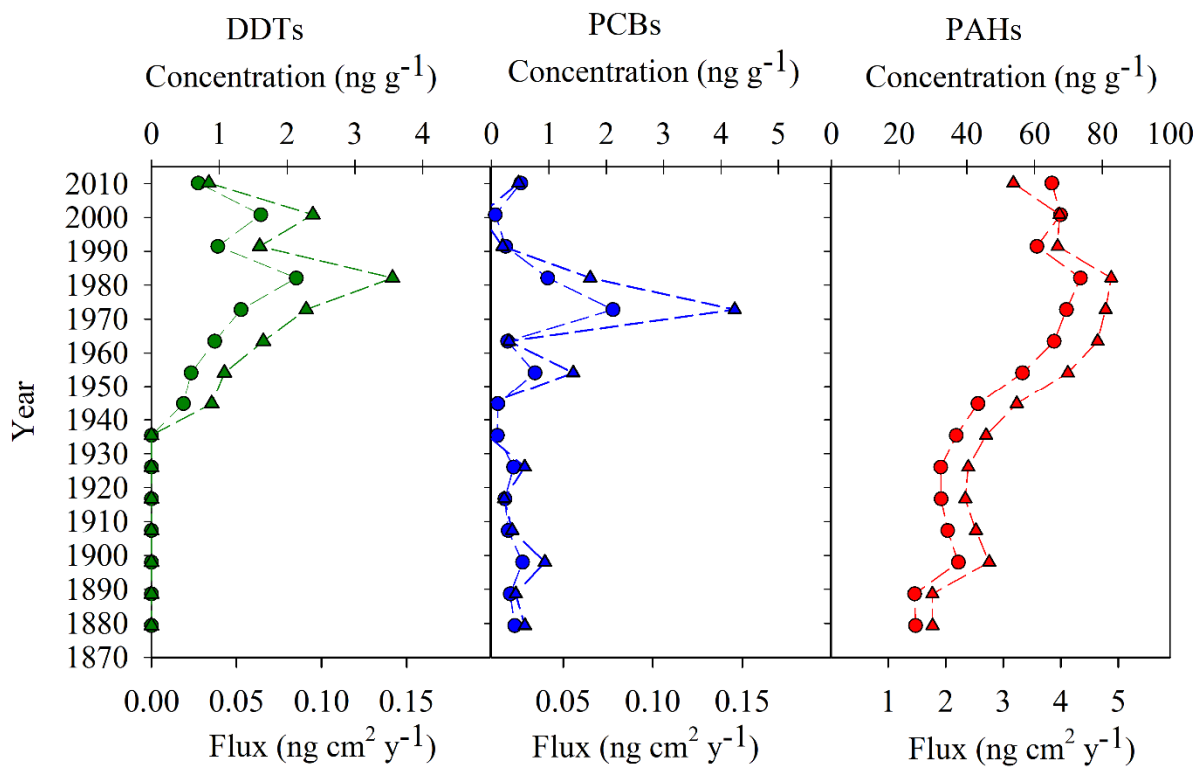 DDTs PCBs PAHs
Concentration (ng g-1) Concentration (ng g-1) Concentration (ng g-1)
0 1 2 3 4 0 1 2 3 4 5 0 20 40 60 80 100
2010
2000
1990
1980
1970
1960
1950
1940
1930
1920
1910
1900
1890
1880
1870
Year
0.00 0.05 0.10 0.15 0.05 0.10 0.15 1 2 3 4 5
Flux (ng cm2 y-1) Flux (ng cm2 y-1) Flux (ng cm2 y-1)